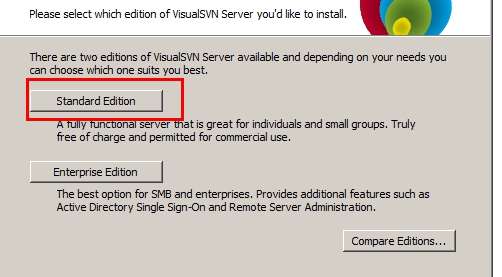 Please select which edition of VisualSVN Server you'd like to install.
There are two editions of VisualSVN Server available and depending on your needs you
can choose which one suits you best.
Standard Edition
A fully functional server that is great for individuals and small groups. Truly
free of charge and permitted for commercial use.
Enterprise Edition
The best option for SMB and enterprises. Provides additional features such as
Active Directory Single Sign-On and Remote Server Administration.
Compare Editions...